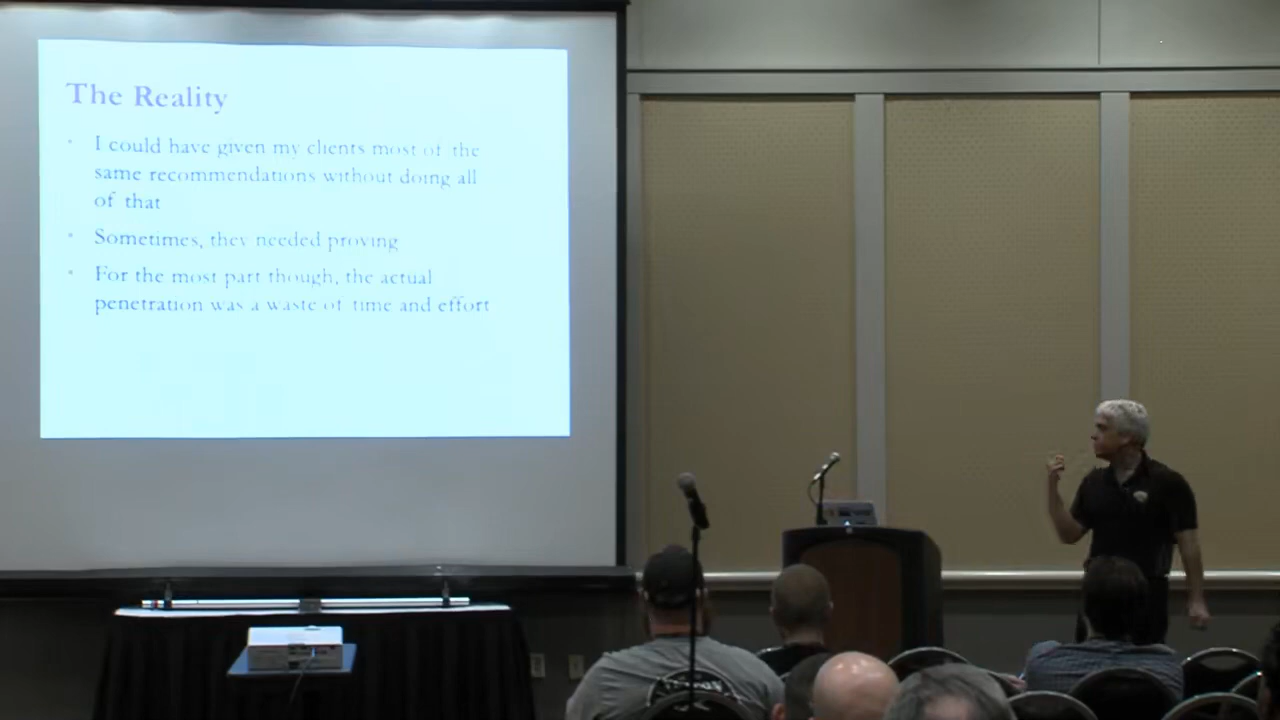 The Reality
I could have given my clients most of the
same recommendations without doing all
of that
Sometimes, they needed proving
For the most part though, the actual
penetration was a waste of time and effort